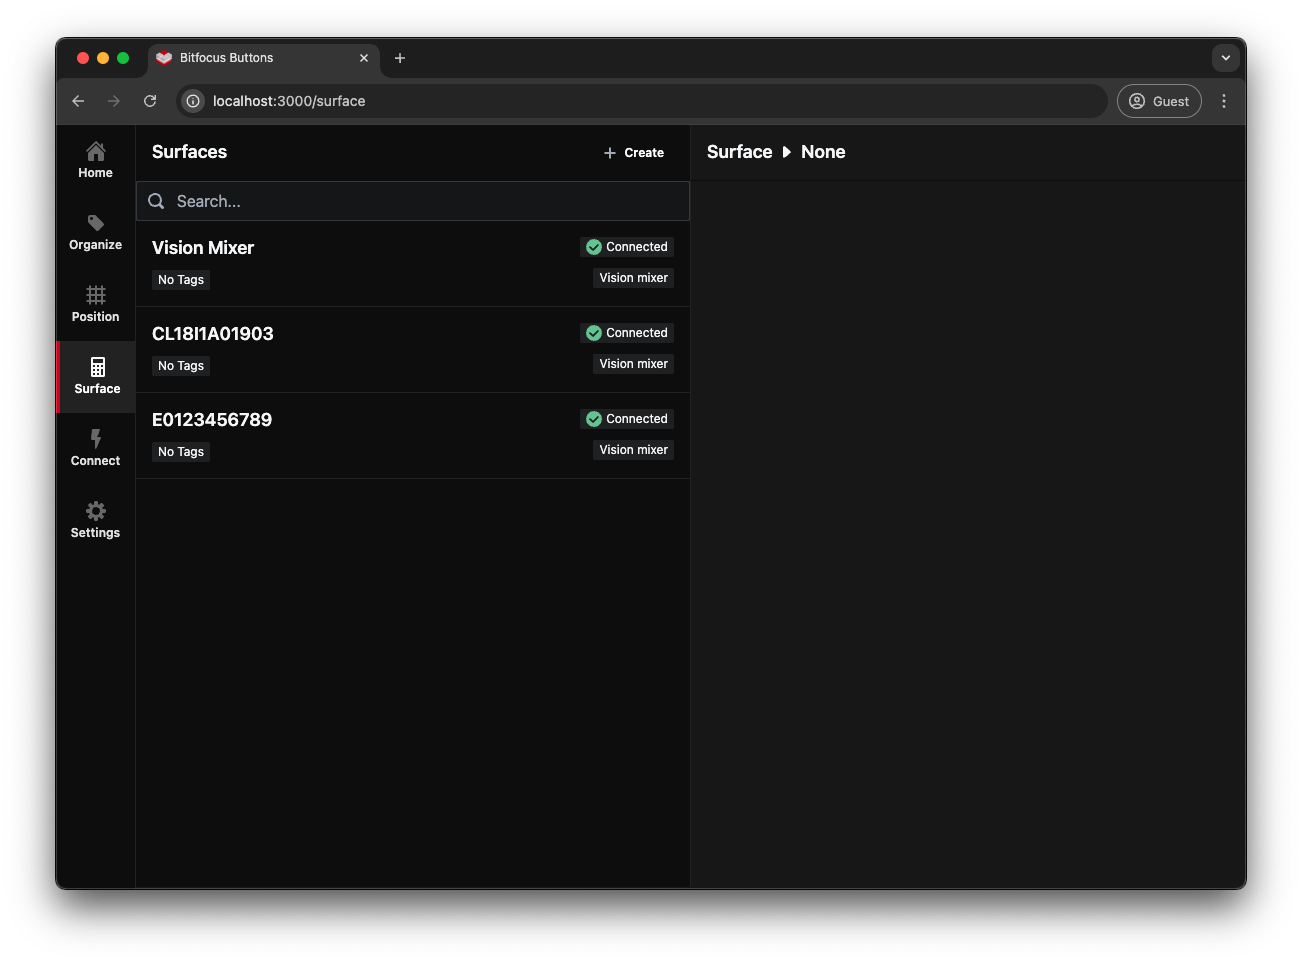 Bitfocus Buttons
localhost:3000/surface
Guest
Home
Organize
Position
Surface
Connect
Settings
Surfaces
Create
Search...
Vision Mixer
Connected
No Tags
Vision mixer
CL18I1A01903
Connected
No Tags
Vision mixer
E0123456789
Connected
No Tags
Vision mixer
Surface None